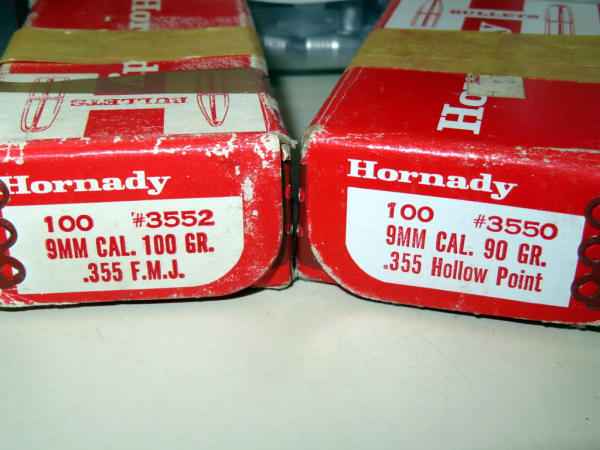 BULLETS
Hornady
100 #3552
9MM CAL. 100 GR.
.355 F.M.J.
BULLETS
Hornady
100 #3550
9MM CAL. 90 GR.
.355 Hollow Point